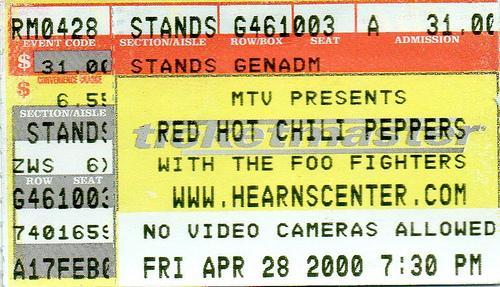 RM0428 STANDS G461003 A 31.00
EVENT CODE SECTION/AISLE ROW/BOX SEAT ADMISSION
$ 31.00 STANDS GENADM
CONVENIENCE CHARGE
$ 6.55 MTV PRESENTS
SECTION/AISLE
STANDS RED HOT CHILI PEPPERS
ticketmaster
ZWS 6X WITH THE FOO FIGHTERS
ROW SEAT
G461003 WWW.HEARNSCENTER.COM
7401659 NO VIDEO CAMERAS ALLOWED
A17FEB0 FRI APR 28 2000 7:30 PM